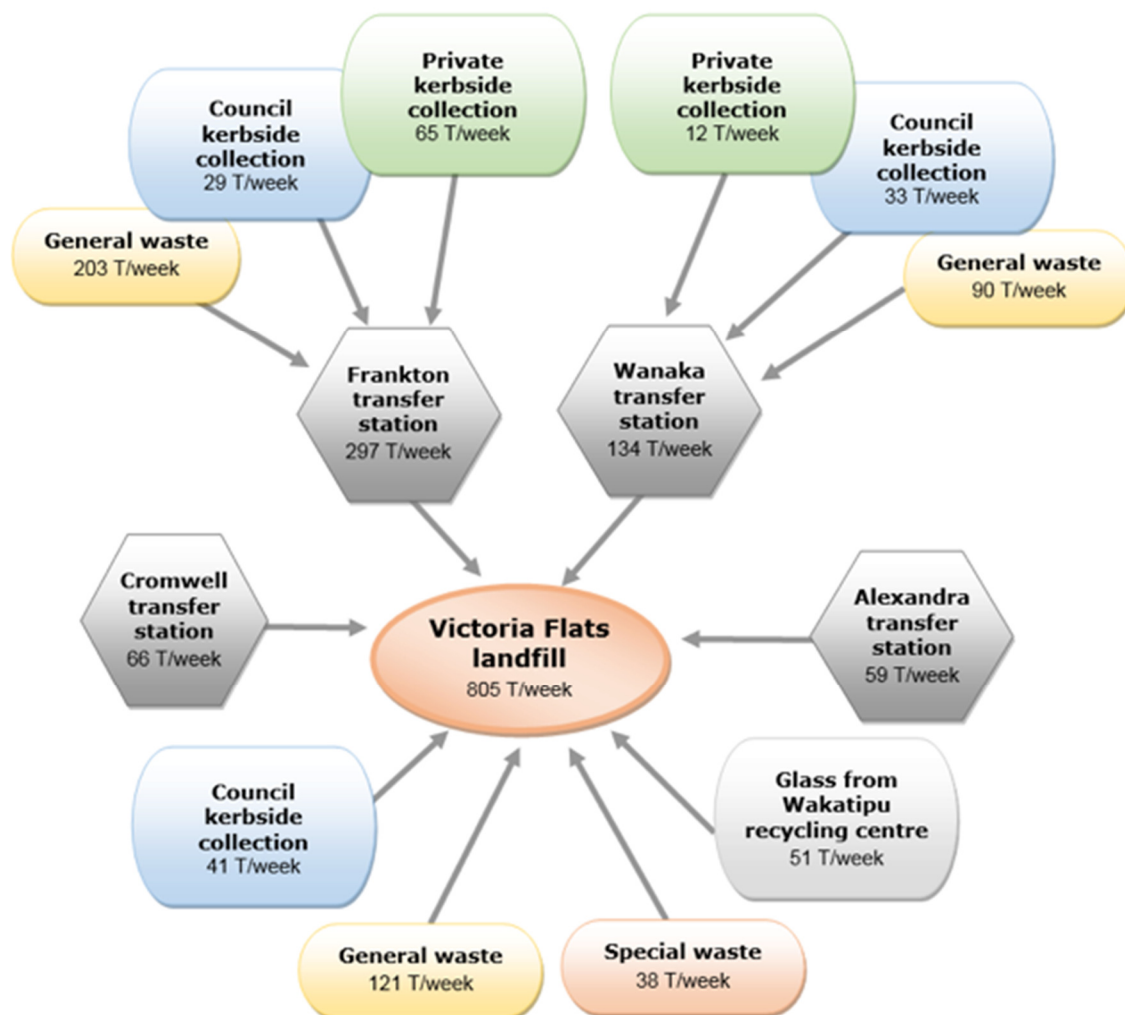 Private
kerbside
collection
65 T/week
Private
kerbside
collection
12 T/week
Council
kerbside
collection
29 T/week
Council
kerbside
collection
33 T/week
General waste
203 T/week
General waste
90 T/week
Frankton
transfer
station
297 T/week
Wanaka
transfer
station
134 T/week
Cromwell
transfer
station
66 T/week
Victoria Flats
landfill
805 T/week
Alexandra
transfer
station
59 T/week
Council
kerbside
collection
41 T/week
Glass from
Wakatipu
recycling centre
51 T/week
General waste
121 T/week
Special waste
38 T/week